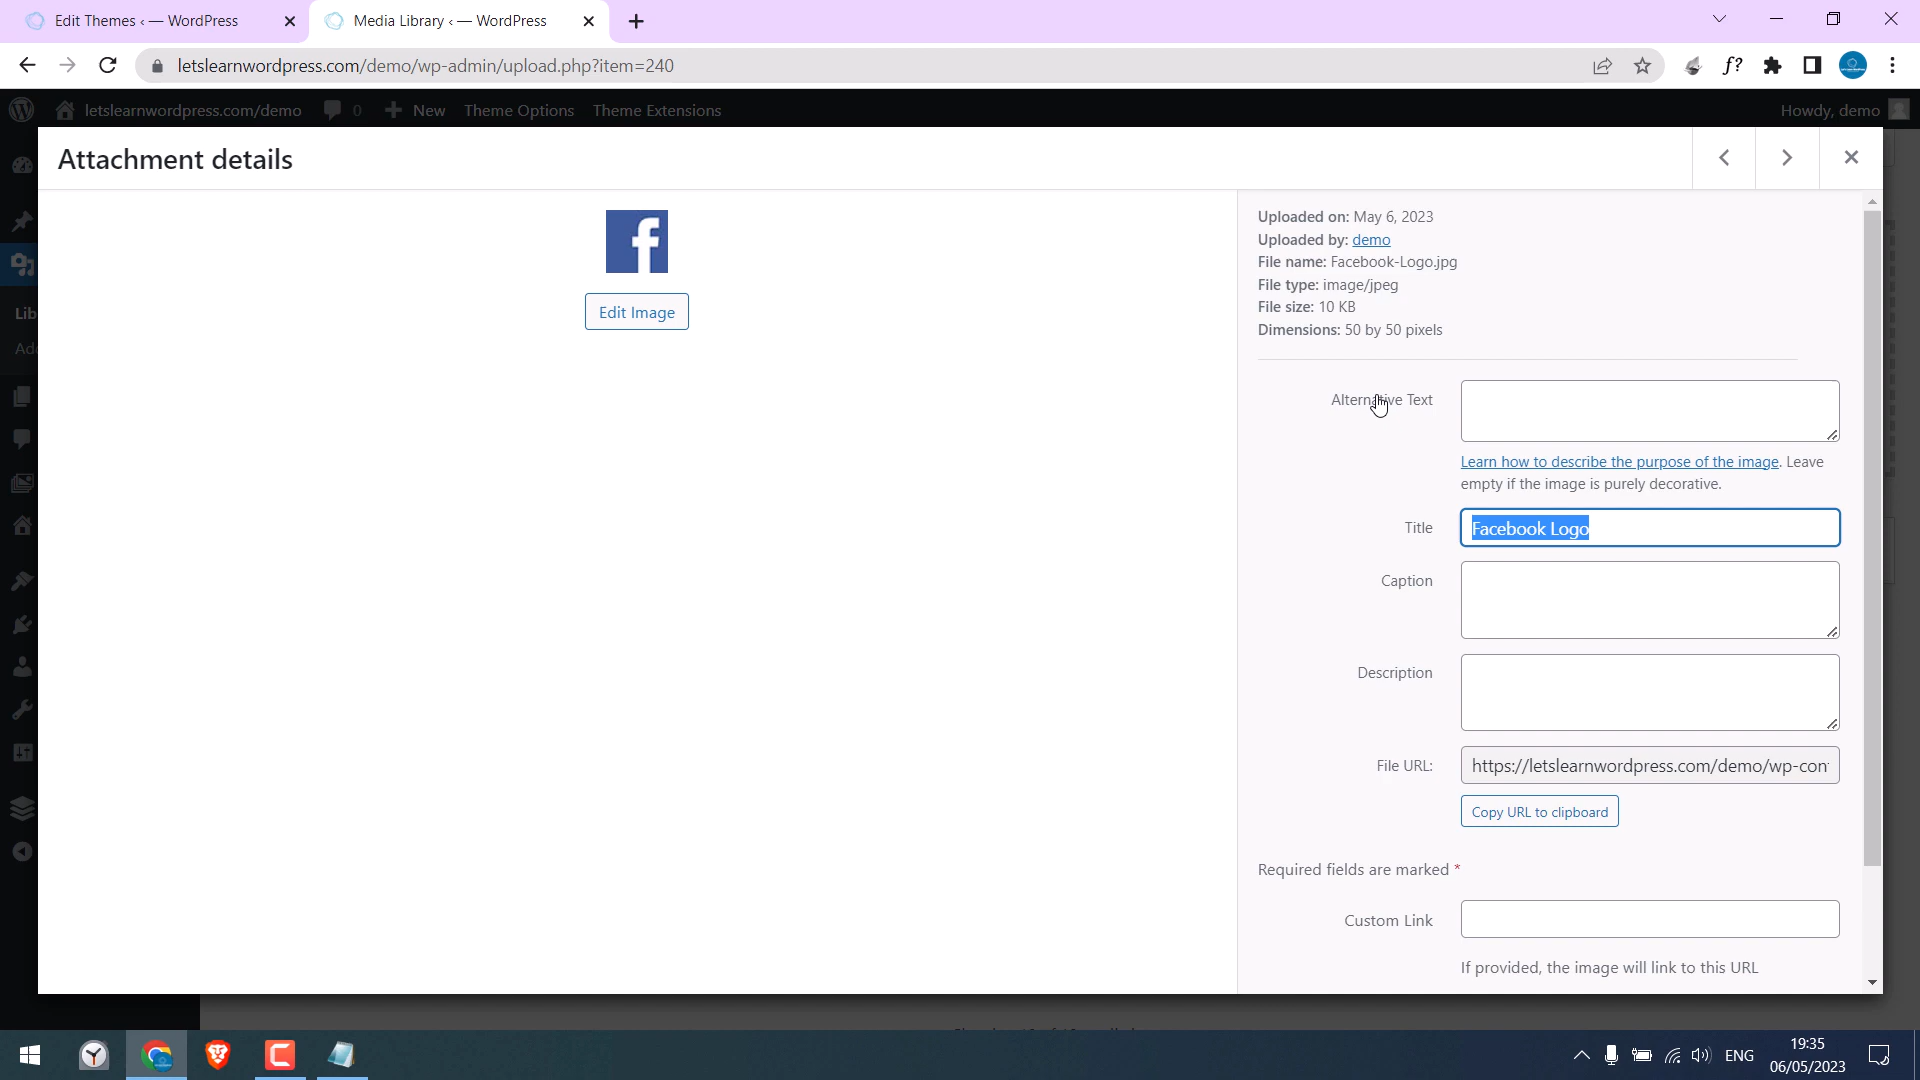 Edit Themes ‹ — WordPress
Media Library ‹ — WordPress
letslearnwordpress.com/demo/wp-admin/upload.php?item=240
f?
letslearnwordpress.com/demo
0
New
Theme Options
Theme Extensions
Howdy, demo
Attachment details
Lib
Edit Image
Uploaded on: May 6, 2023
Uploaded by: demo
File name: Facebook-Logo.jpg
File type: image/jpeg
File size: 10 KB
Dimensions: 50 by 50 pixels
Alternative Text
Learn how to describe the purpose of the image. Leave
empty if the image is purely decorative.
Title
Facebook Logo
Caption
Description
File URL:
https://letslearnwordpress.com/demo/wp-con
Copy URL to clipboard
Required fields are marked *
Custom Link
If provided, the image will link to this URL
ENG
19:35
06/05/2023